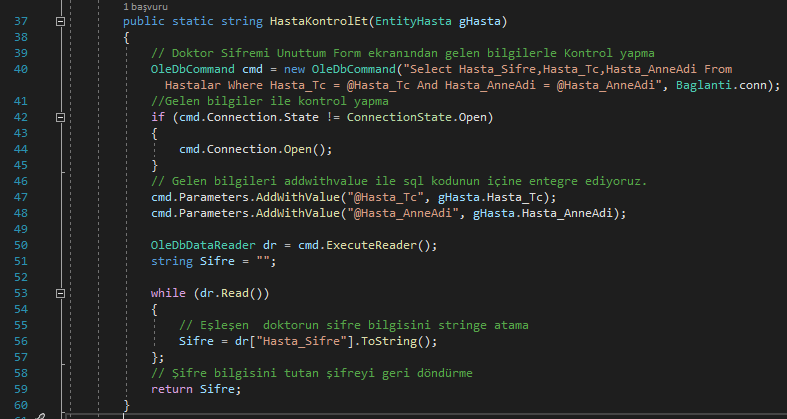 1 başvuru
37 public static string HastaKontrolEt(EntityHasta gHasta)
38 {
39 // Doktor Sifremi Unuttum Form ekranından gelen bilgilerle Kontrol yapma
40 OleDbCommand cmd = new OleDbCommand("Select Hasta_Sifre,Hasta_Tc,Hasta_AnneAdi From
Hastalar Where Hasta_Tc = @Hasta_Tc And Hasta_AnneAdi = @Hasta_AnneAdi", Baglanti.conn);
41 //Gelen bilgiler ile kontrol yapma
42 if (cmd.Connection.State != ConnectionState.Open)
43 {
44 cmd.Connection.Open();
45 }
46 // Gelen bilgileri addwithvalue ile sql kodunun içine entegre ediyoruz.
47 cmd.Parameters.AddWithValue("@Hasta_Tc", gHasta.Hasta_Tc);
48 cmd.Parameters.AddWithValue("@Hasta_AnneAdi", gHasta.Hasta_AnneAdi);
49
50 OleDbDataReader dr = cmd.ExecuteReader();
51 string Sifre = "";
52
53 while (dr.Read())
54 {
55 // Eşleşen  doktorun sifre bilgisini stringe atama
56 Sifre = dr["Hasta_Sifre"].ToString();
57 };
58 // Şifre bilgisini tutan şifreyi geri döndürme
59 return Sifre;
60 }